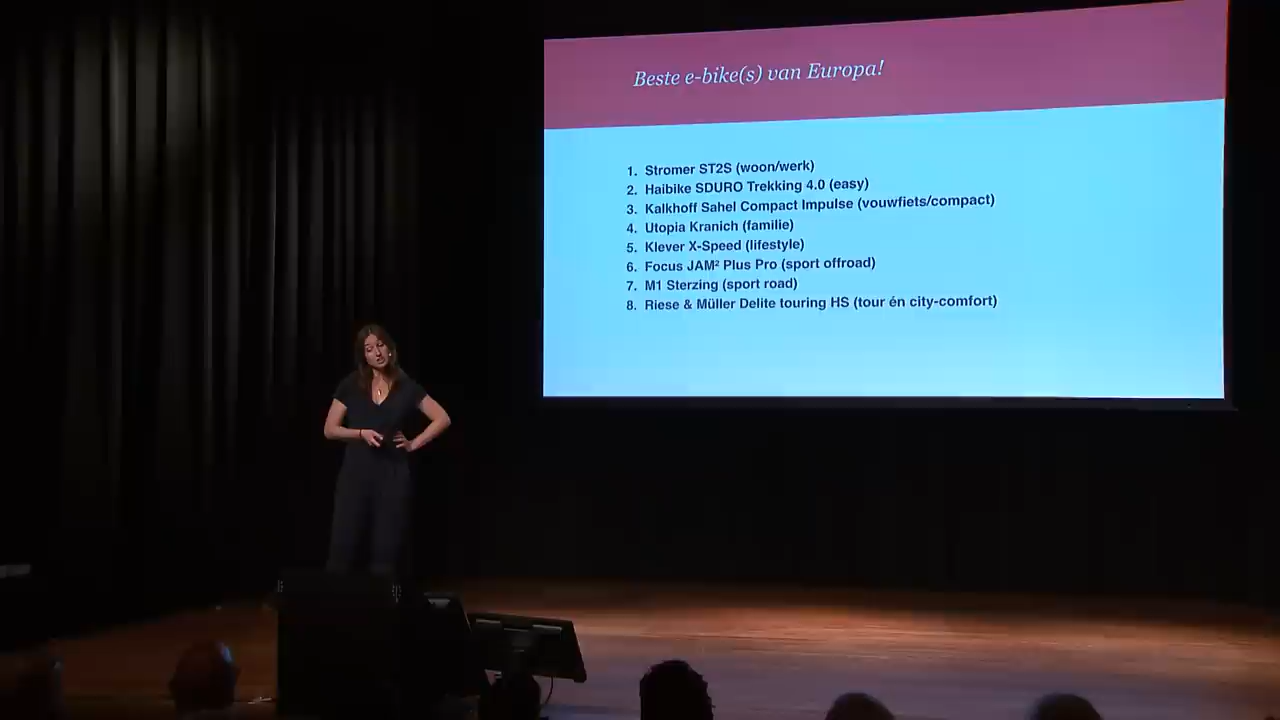 Beste e-bike(s) van Europa!
1. Stromer ST2S (woon/werk)
2. Haibike SDURO Trekking 4.0 (easy)
3. Kalkhoff Sahel Compact Impulse (vouwfiets/compact)
4. Utopia Kranich (familie)
5. Klever X-Speed (lifestyle)
6. Focus JAM² Plus Pro (sport offroad)
7. M1 Sterzing (sport road)
8. Riese & Müller Delite touring HS (tour én city-comfort)